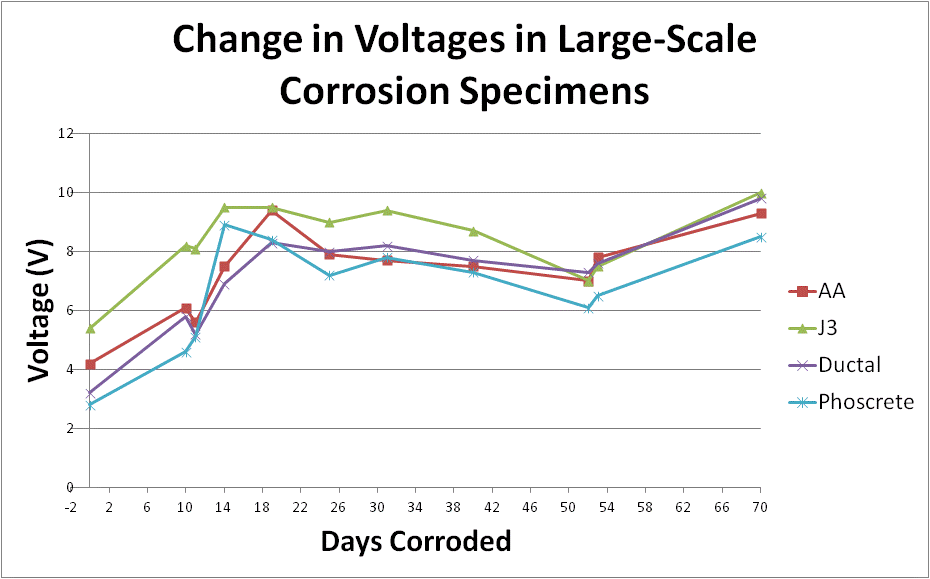 Change in Voltages in Large-Scale
Corrosion Specimens
12
10
8
6
4
2
0
Voltage (V)
-2 2 6 10 14 18 22 26 30 34 38 42 46 50 54 58 62 66 70
Days Corroded
AA
J3
Ductal
Phoscrete